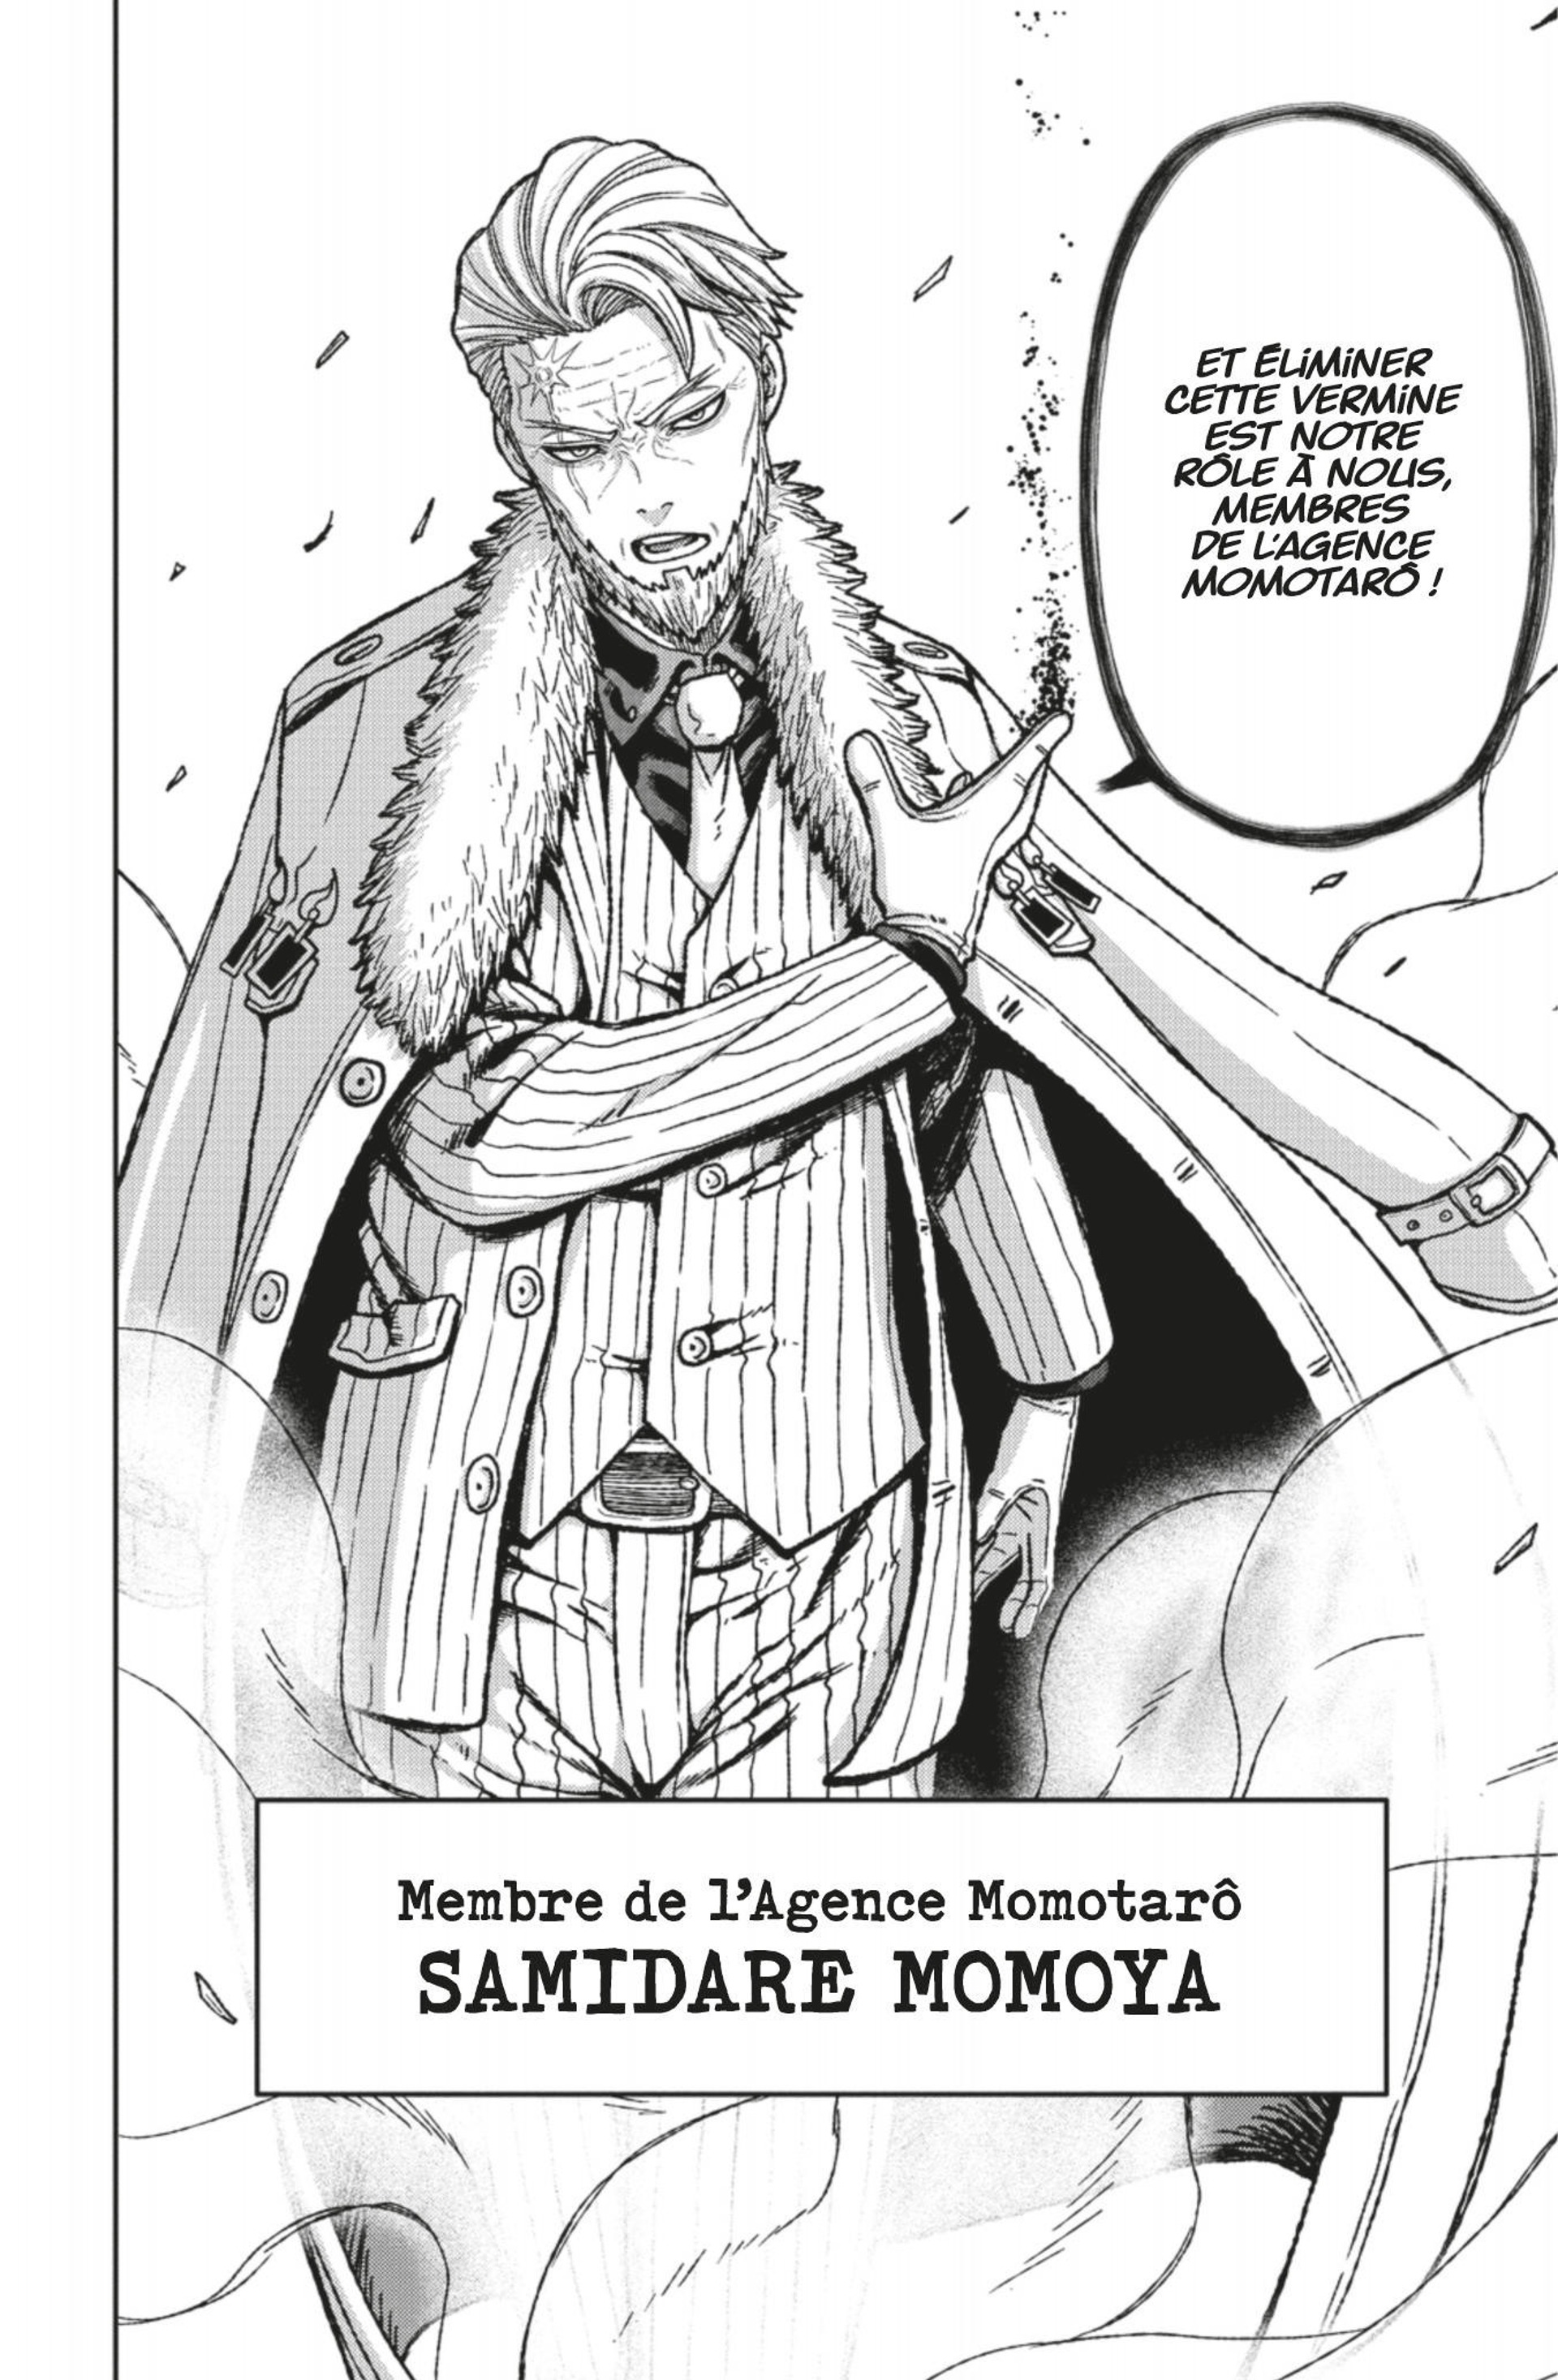 ET ÉLIMINER
CETTE VERMINE
EST NOTRE
RÔLE À NOUS,
MEMBRES
DE L'AGENCE
MOMOTARÔ !
Membre de l'Agence Momotarô
SAMIDARE MOMOYA